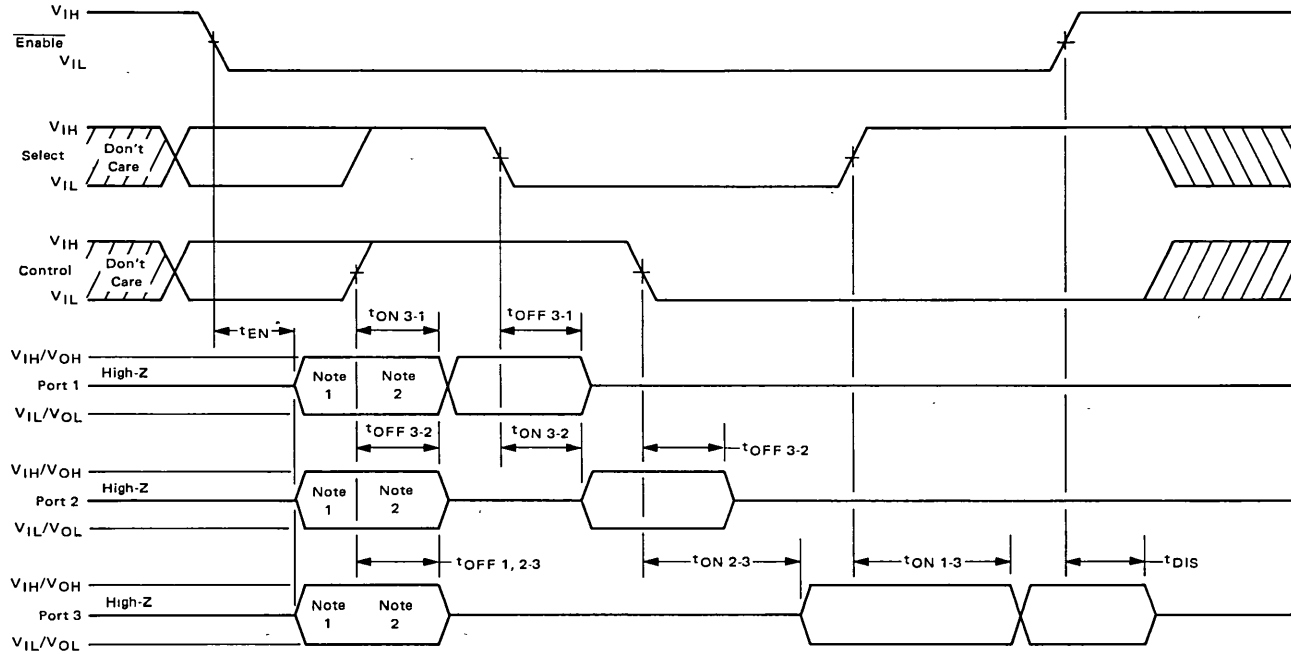 VIH
Enable
VIL
VIH
Select
Don't
Care
VIL
VIH
Control
Don't
Care
VIL
tEN
tON 3-1
tOFF 3-1
VIH/VOH
High-Z
Port 1
Note
1
Note
2
VIL/VOL
tOFF 3-2
tON 3-2
tOFF 3-2
VIH/VOH
High-Z
Port 2
Note
1
Note
2
VIL/VOL
tOFF 1, 2-3
tON 2-3
tON 1-3
tDIS
VIH/VOH
High-Z
Port 3
Note
1
Note
2
VIL/VOL